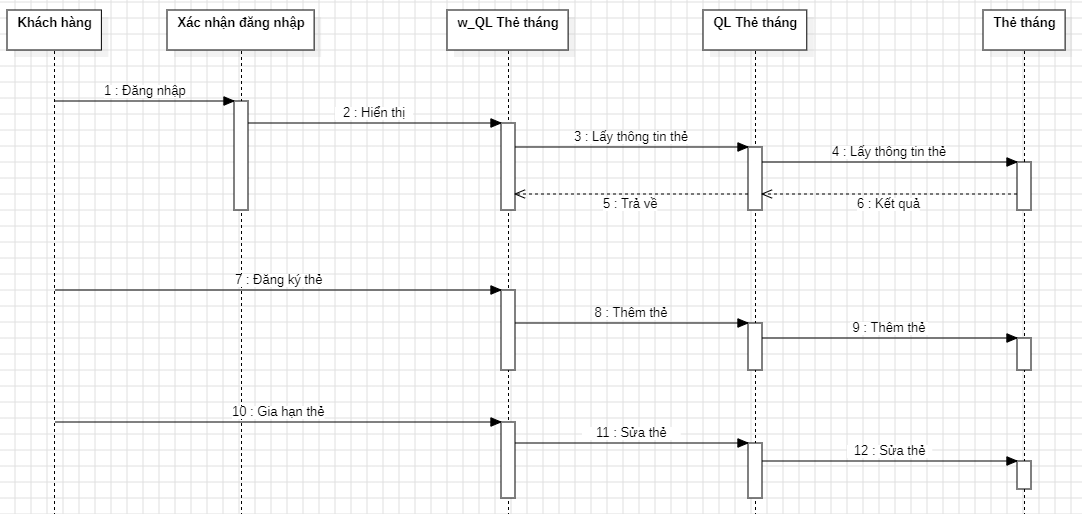 Khách hàng
Xác nhận đăng nhập
w_QL Thẻ tháng
QL Thẻ tháng
Thẻ tháng
1 : Đăng nhập
2 : Hiển thị
3 : Lấy thông tin thẻ
4 : Lấy thông tin thẻ
5 : Trả về
6 : Kết quả
7 : Đăng ký thẻ
8 : Thêm thẻ
9 : Thêm thẻ
10 : Gia hạn thẻ
11 : Sửa thẻ
12 : Sửa thẻ